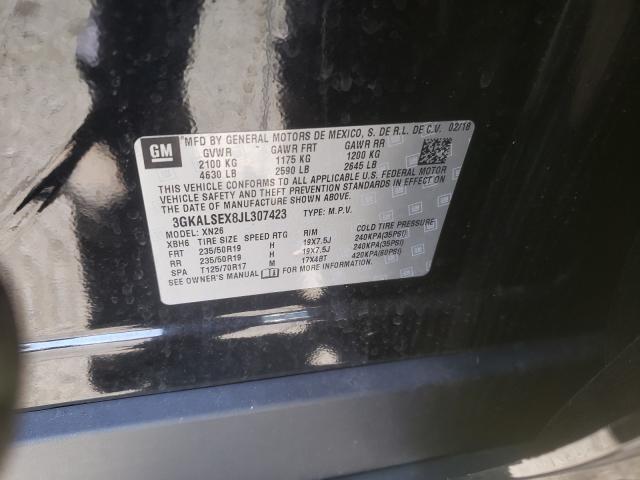 GM
MFD BY GENERAL MOTORS DE MEXICO, S. DE R.L. DE C.V. 02/18
GVWR GAWR FRT GAWR RR
2100 KG 1175 KG 1200 KG
4630 LB 2590 LB 2645 LB
THIS VEHICLE CONFORMS TO ALL APPLICABLE U.S. FEDERAL MOTOR
VEHICLE SAFETY AND THEFT PREVENTION STANDARDS IN EFFECT ON
THE DATE OF MANUFACTURE SHOWN ABOVE.
3GKALSEX8JL307423 TYPE: M.P.V.
MODEL: XN26
XBH6 TIRE SIZE SPEED RTG RIM COLD TIRE PRESSURE
FRT 235/50R19 H 19X7.5J 240KPA(35PSI)
RR 235/50R19 H 19X7.5J 240KPA(35PSI)
SPA T125/70R17 M 17X48T 420KPA(60PSI)
SEE OWNER'S MANUAL FOR MORE INFORMATION.